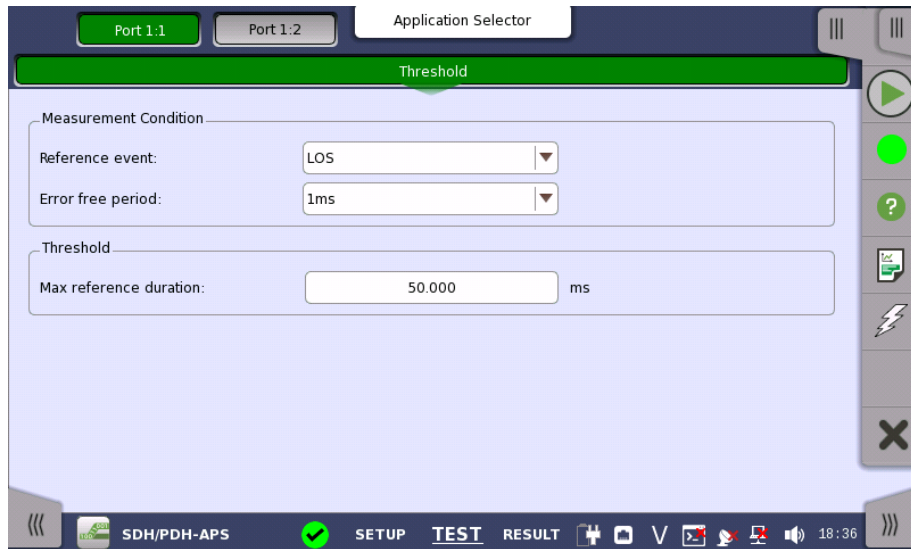 Port 1:1 Port 1:2 Application Selector
Threshold
Measurement Condition
Reference event: LOS
Error free period: 1ms
Threshold
Max reference duration: 50.000 ms
SDH/PDH-APS SETUP TEST RESULT V 18:36